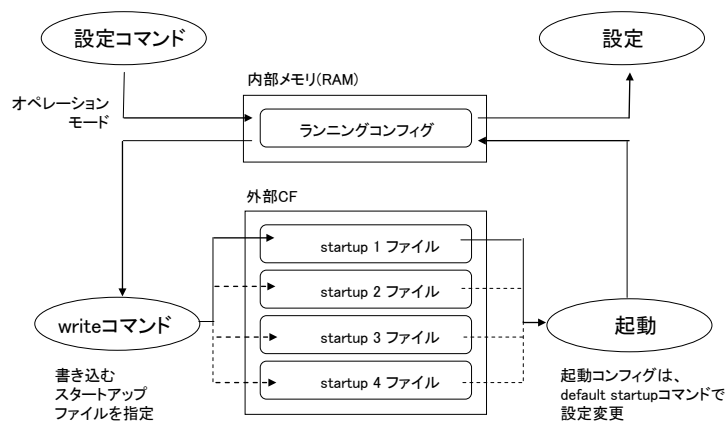 設定コマンド
設定
内部メモリ(RAM)
オペレーション
モード
ランニングコンフィグ
外部CF
startup 1 ファイル
startup 2 ファイル
startup 3 ファイル
startup 4 ファイル
writeコマンド
起動
書き込む
スタートアップ
ファイルを指定
起動コンフィグは、
default startupコマンドで
設定変更